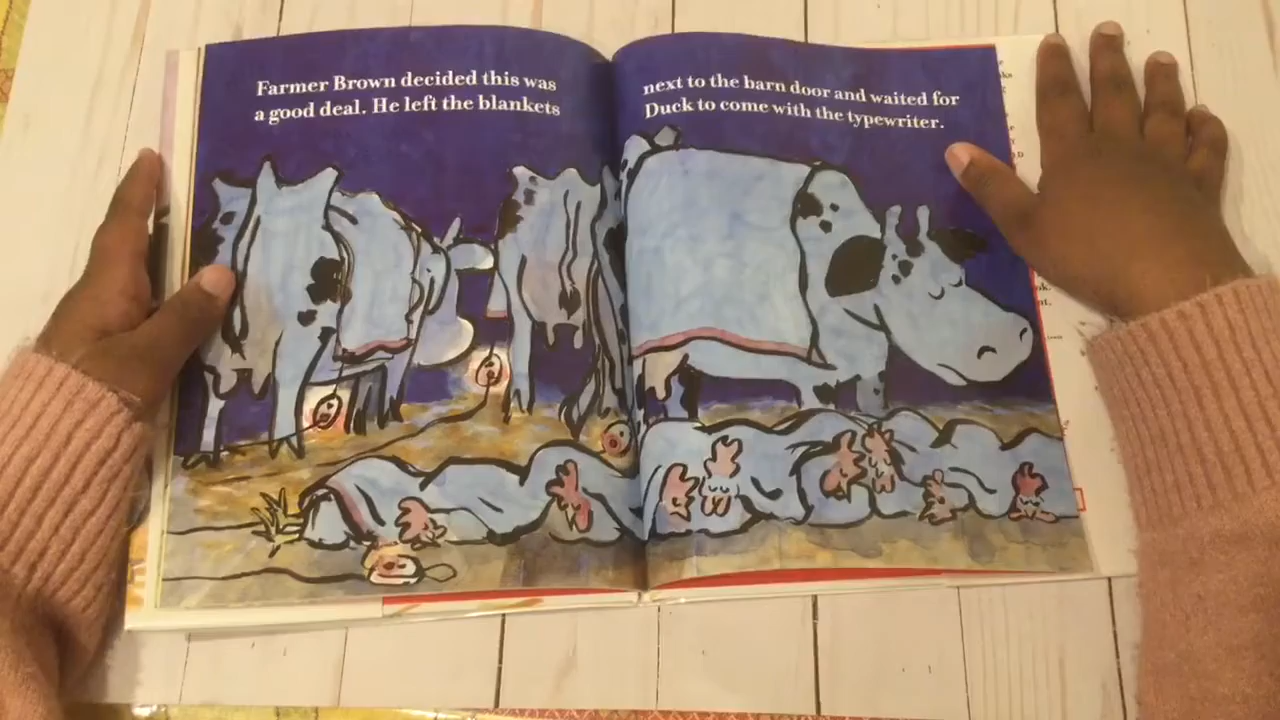 Farmer Brown decided this was
a good deal. He left the blankets
next to the barn door and waited for
Duck to come with the typewriter.